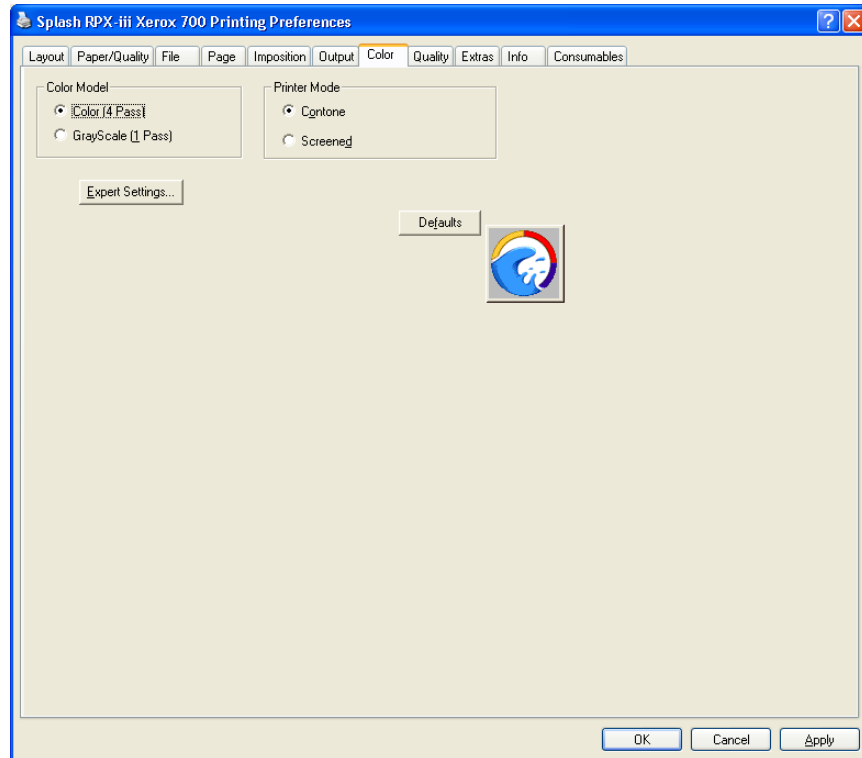 Splash RPX-iii Xerox 700 Printing Preferences
Layout Paper/Quality File Page Imposition Output Color Quality Extras Info Consumables
Color Model Printer Mode
Color (4 Pass) Contone
GrayScale (1 Pass) Screened
Expert Settings...
Defaults
OK Cancel Apply